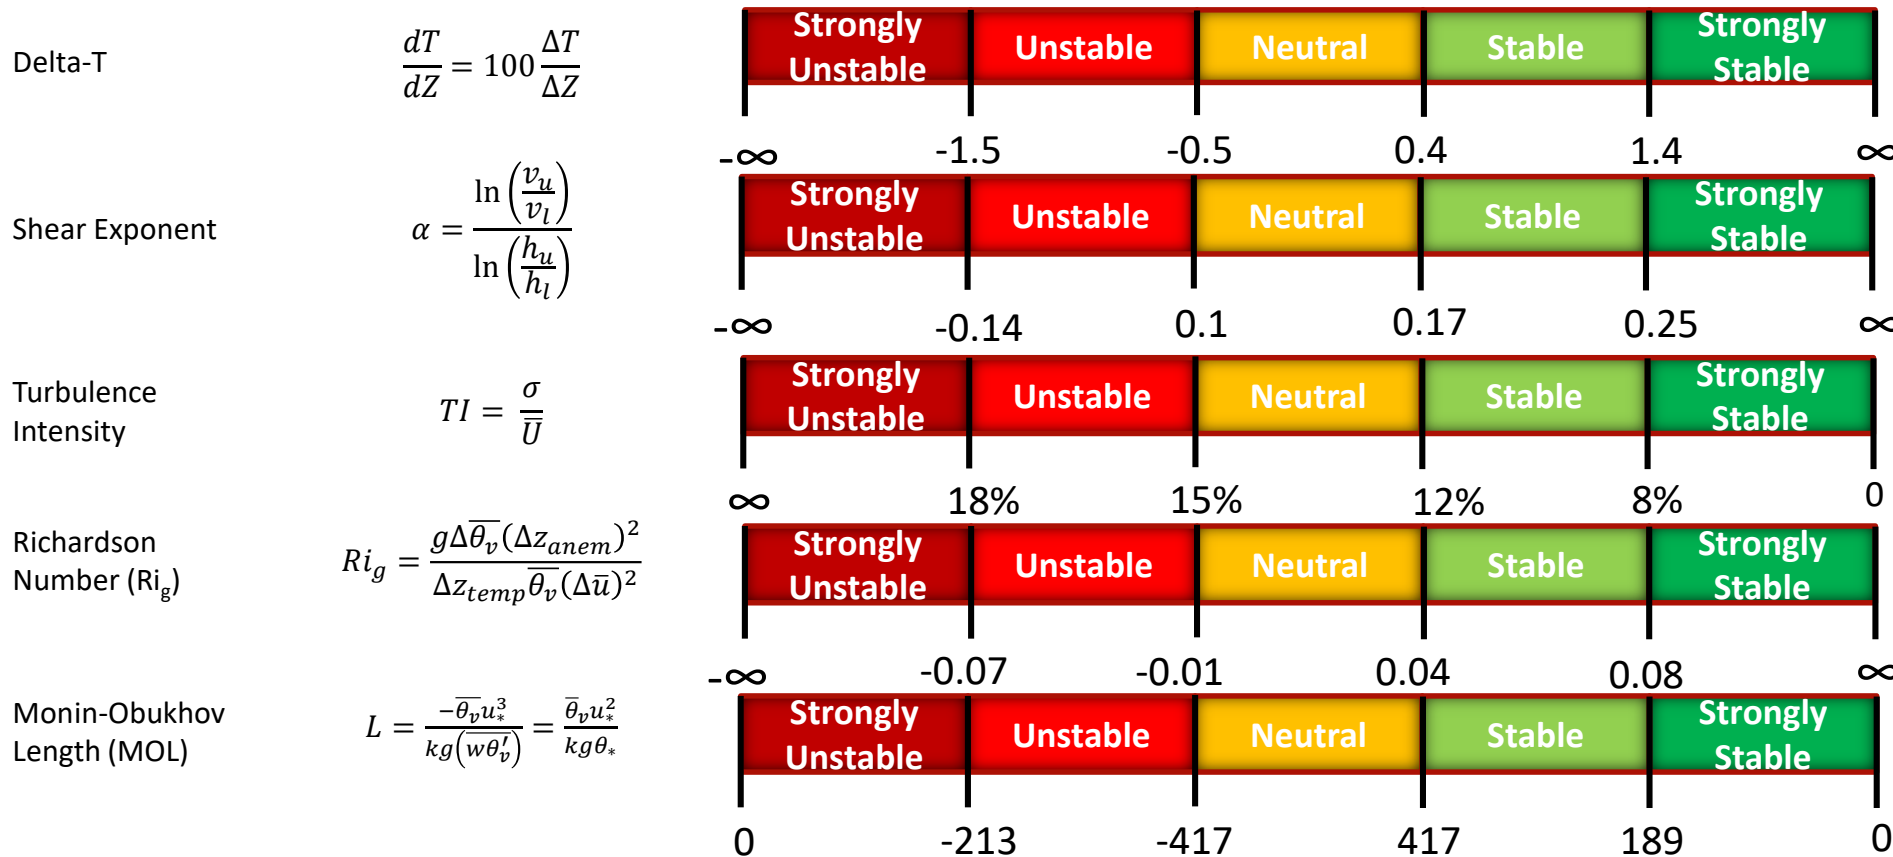 Delta-T
dT/dZ = 100 ΔT/ΔZ
Strongly Unstable
Unstable
Neutral
Stable
Strongly Stable
-∞
-1.5
-0.5
0.4
1.4
∞
Shear Exponent
α = ln(v_u/v_l) / ln(h_u/h_l)
Strongly Unstable
Unstable
Neutral
Stable
Strongly Stable
-∞
-0.14
0.1
0.17
0.25
∞
Turbulence
Intensity
TI = σ/U̅
Strongly Unstable
Unstable
Neutral
Stable
Strongly Stable
∞
18%
15%
12%
8%
0
Richardson
Number (Ri_g)
Ri_g = gΔθ̅_v(Δz_anem)² / Δz_temp θ̅_v(Δu̅)²
Strongly Unstable
Unstable
Neutral
Stable
Strongly Stable
-∞
-0.07
-0.01
0.04
0.08
∞
Monin-Obukhov
Length (MOL)
L = -θ̅_v u_*³ / kg(w̅θ̅_v̅′) = θ̅_v u_*² / kgθ_*
Strongly Unstable
Unstable
Neutral
Stable
Strongly Stable
0
-213
-417
417
189
0